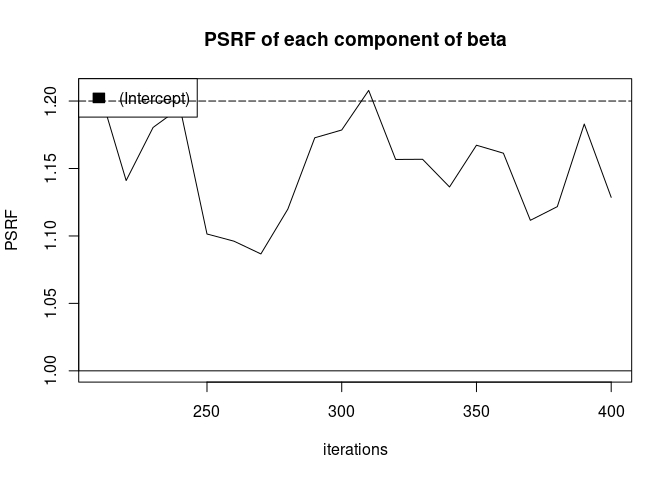 PSRF of each component of beta
(Intercept)
PSRF
1.20
1.15
1.10
1.05
1.00
250 300 350 400
iterations